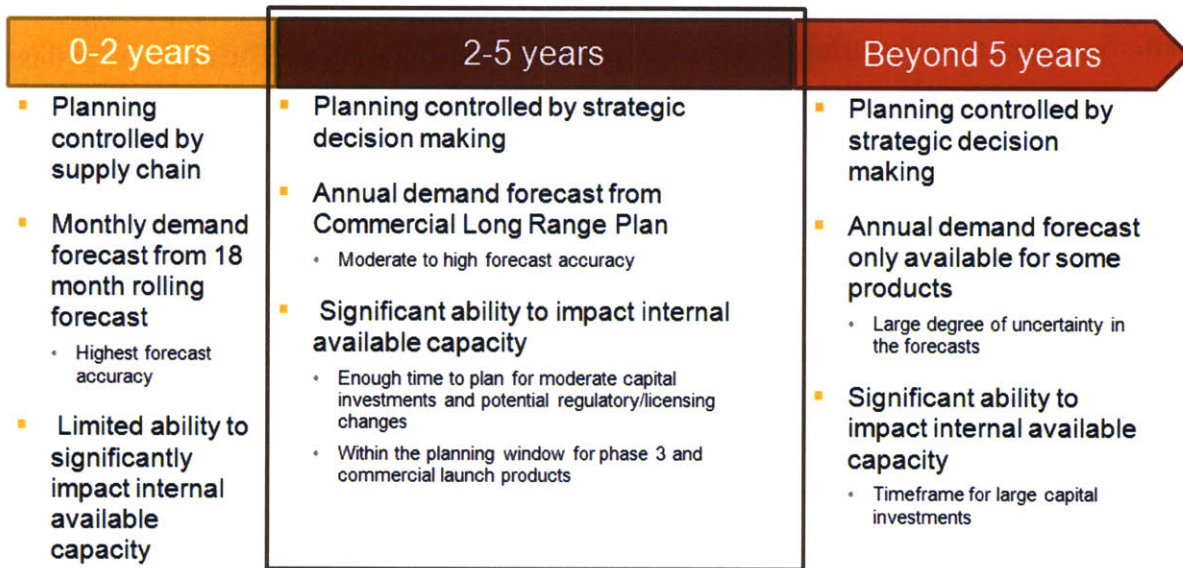 0-2 years
2-5 years
Beyond 5 years
Planning
controlled by
supply chain
Monthly demand
forecast from 18
month rolling
forecast
Highest forecast
accuracy
Limited ability to
significantly
impact internal
available
capacity
Planning controlled by strategic
decision making
Annual demand forecast from
Commercial Long Range Plan
Moderate to high forecast accuracy
Significant ability to impact internal
available capacity
Enough time to plan for moderate capital
investments and potential regulatory/licensing
changes
Within the planning window for phase 3 and
commercial launch products
Planning controlled by
strategic decision
making
Annual demand forecast
only available for some
products
Large degree of uncertainty in
the forecasts
Significant ability to
impact internal available
capacity
Timeframe for large capital
investments